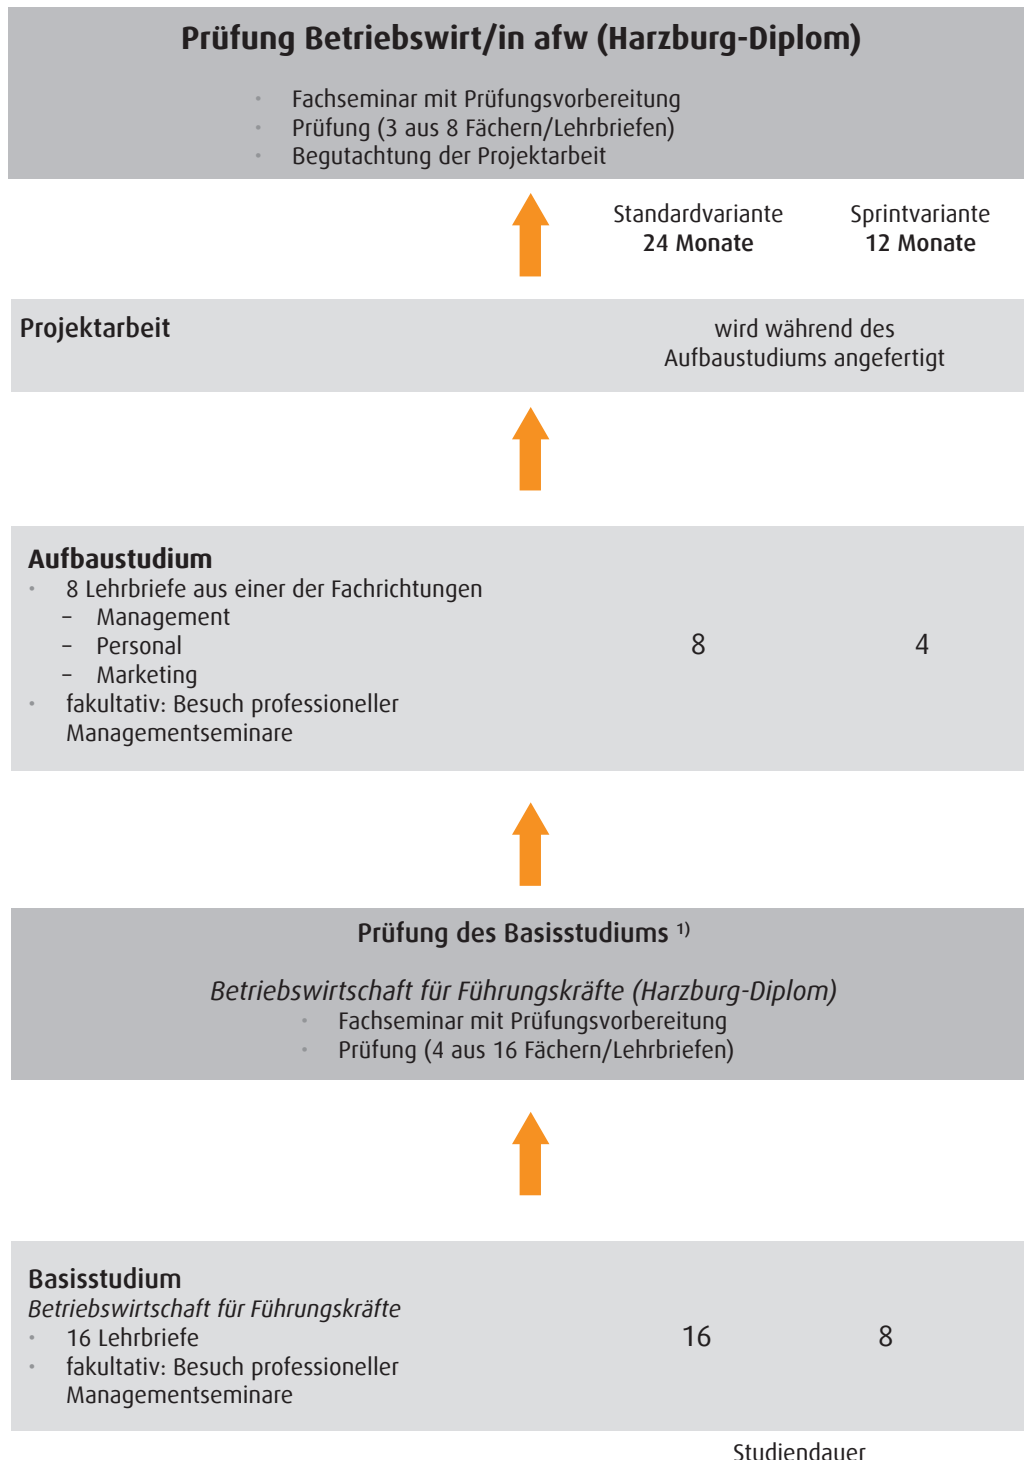 Prüfung Betriebswirt/in afw (Harzburg-Diplom)
• Fachseminar mit Prüfungsvorbereitung
• Prüfung (3 aus 8 Fächern/Lehrbriefen)
• Begutachtung der Projektarbeit
Standardvariante Sprintvariante
24 Monate 12 Monate
Projektarbeit wird während des
Aufbaustudiums angefertigt
Aufbaustudium
• 8 Lehrbriefe aus einer der Fachrichtungen
– Management
– Personal 8 4
– Marketing
• fakultativ: Besuch professioneller
Managementseminare
Prüfung des Basisstudiums 1)
Betriebswirtschaft für Führungskräfte (Harzburg-Diplom)
• Fachseminar mit Prüfungsvorbereitung
• Prüfung (4 aus 16 Fächern/Lehrbriefen)
Basisstudium
Betriebswirtschaft für Führungskräfte
• 16 Lehrbriefe 16 8
• fakultativ: Besuch professioneller
Managementseminare
Studiendauer